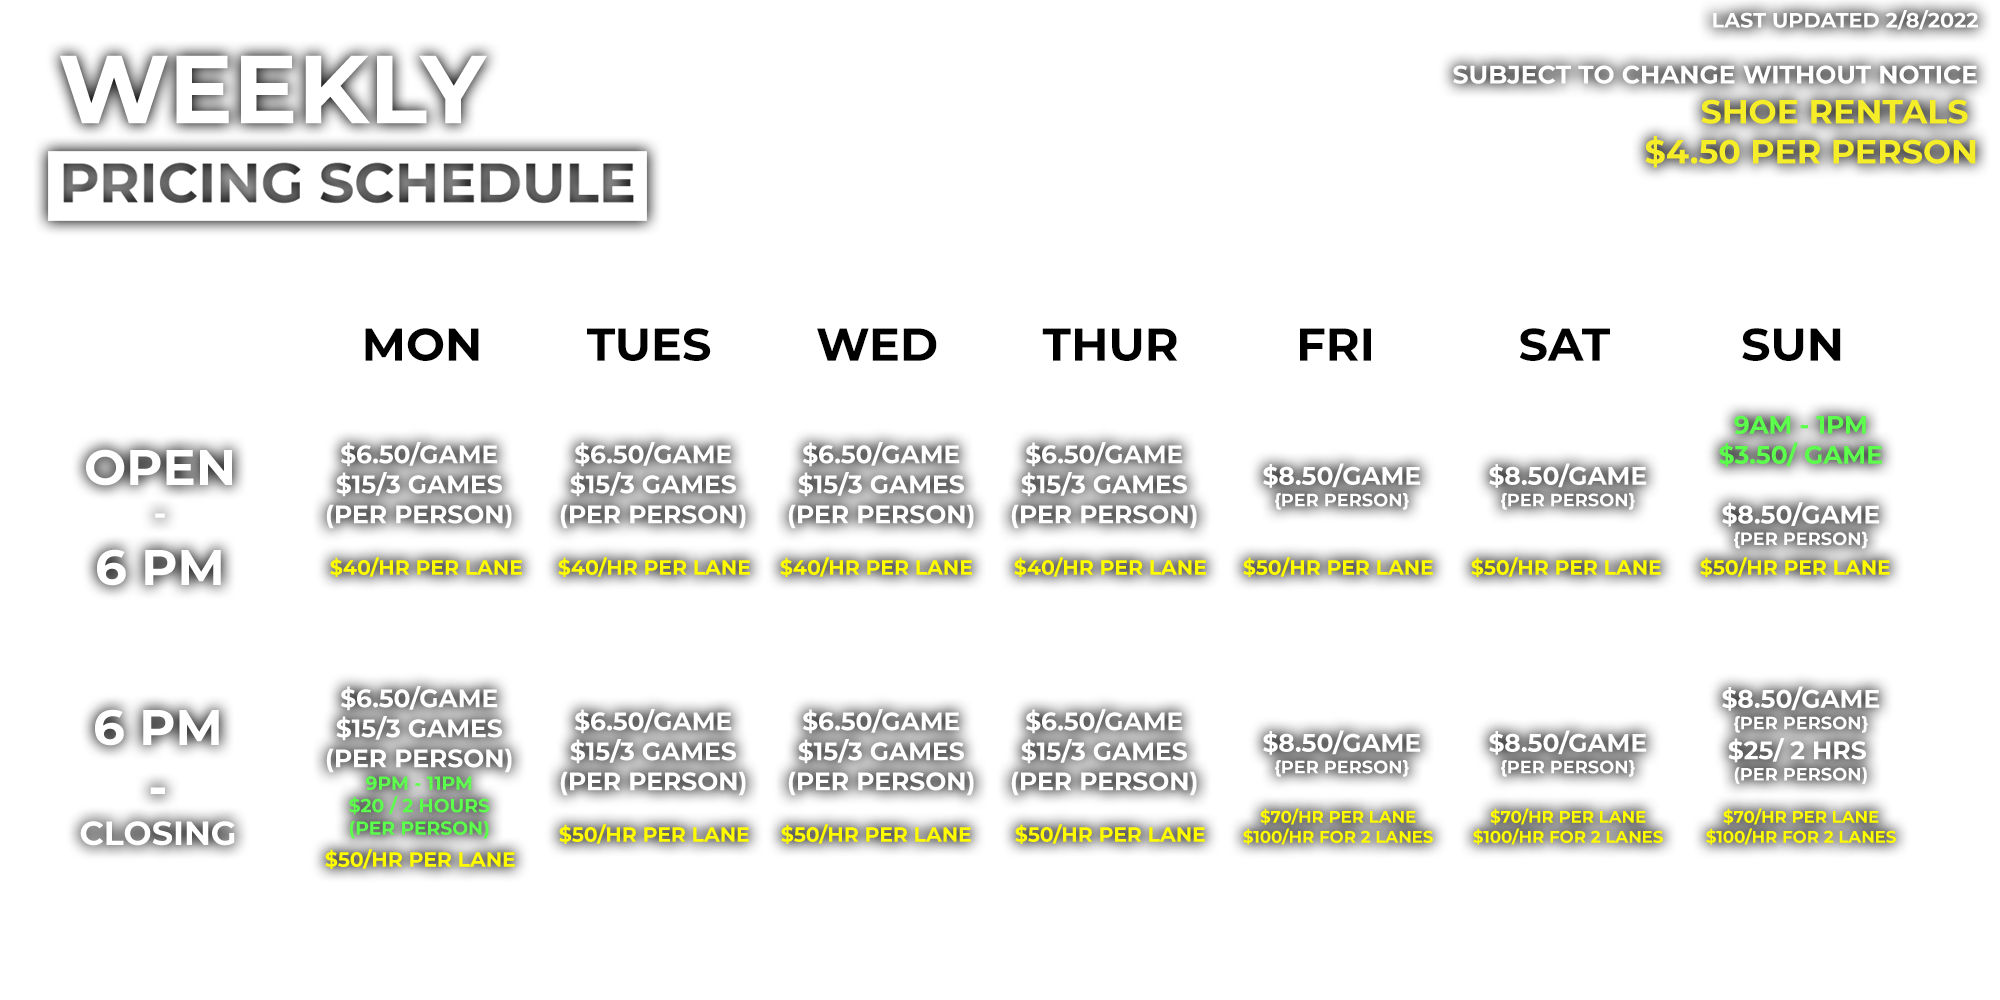 LAST UPDATED 2/8/2022
WEEKLY
PRICING SCHEDULE
SUBJECT TO CHANGE WITHOUT NOTICE
SHOE RENTALS
$4.50 PER PERSON
MON TUES WED THUR FRI SAT SUN
OPEN
-
6 PM
$6.50/GAME
$15/3 GAMES
(PER PERSON)
$40/HR PER LANE
$6.50/GAME
$15/3 GAMES
(PER PERSON)
$40/HR PER LANE
$6.50/GAME
$15/3 GAMES
(PER PERSON)
$40/HR PER LANE
$6.50/GAME
$15/3 GAMES
(PER PERSON)
$40/HR PER LANE
$8.50/GAME
{PER PERSON}
$50/HR PER LANE
$8.50/GAME
{PER PERSON}
$50/HR PER LANE
9AM - 1PM
$3.50/ GAME
$8.50/GAME
{PER PERSON}
$50/HR PER LANE
6 PM
-
CLOSING
$6.50/GAME
$15/3 GAMES
(PER PERSON)
9PM - 11PM
$20 / 2 HOURS
(PER PERSON)
$50/HR PER LANE
$6.50/GAME
$15/3 GAMES
(PER PERSON)
$50/HR PER LANE
$6.50/GAME
$15/3 GAMES
(PER PERSON)
$50/HR PER LANE
$6.50/GAME
$15/3 GAMES
(PER PERSON)
$50/HR PER LANE
$8.50/GAME
{PER PERSON}
$70/HR PER LANE
$100/HR FOR 2 LANES
$8.50/GAME
{PER PERSON}
$70/HR PER LANE
$100/HR FOR 2 LANES
$8.50/GAME
{PER PERSON}
$25/ 2 HRS
(PER PERSON)
$70/HR PER LANE
$100/HR FOR 2 LANES